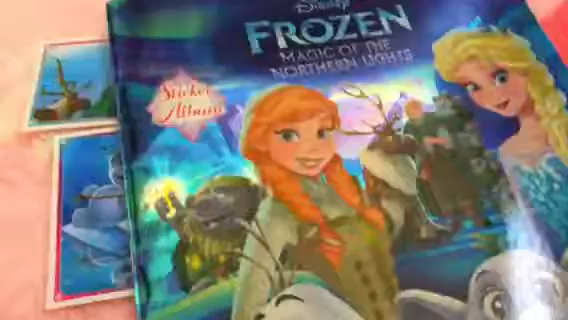 Disney
FROZEN
MAGIC OF THE
NORTHERN LIGHTS
Sticker
Album